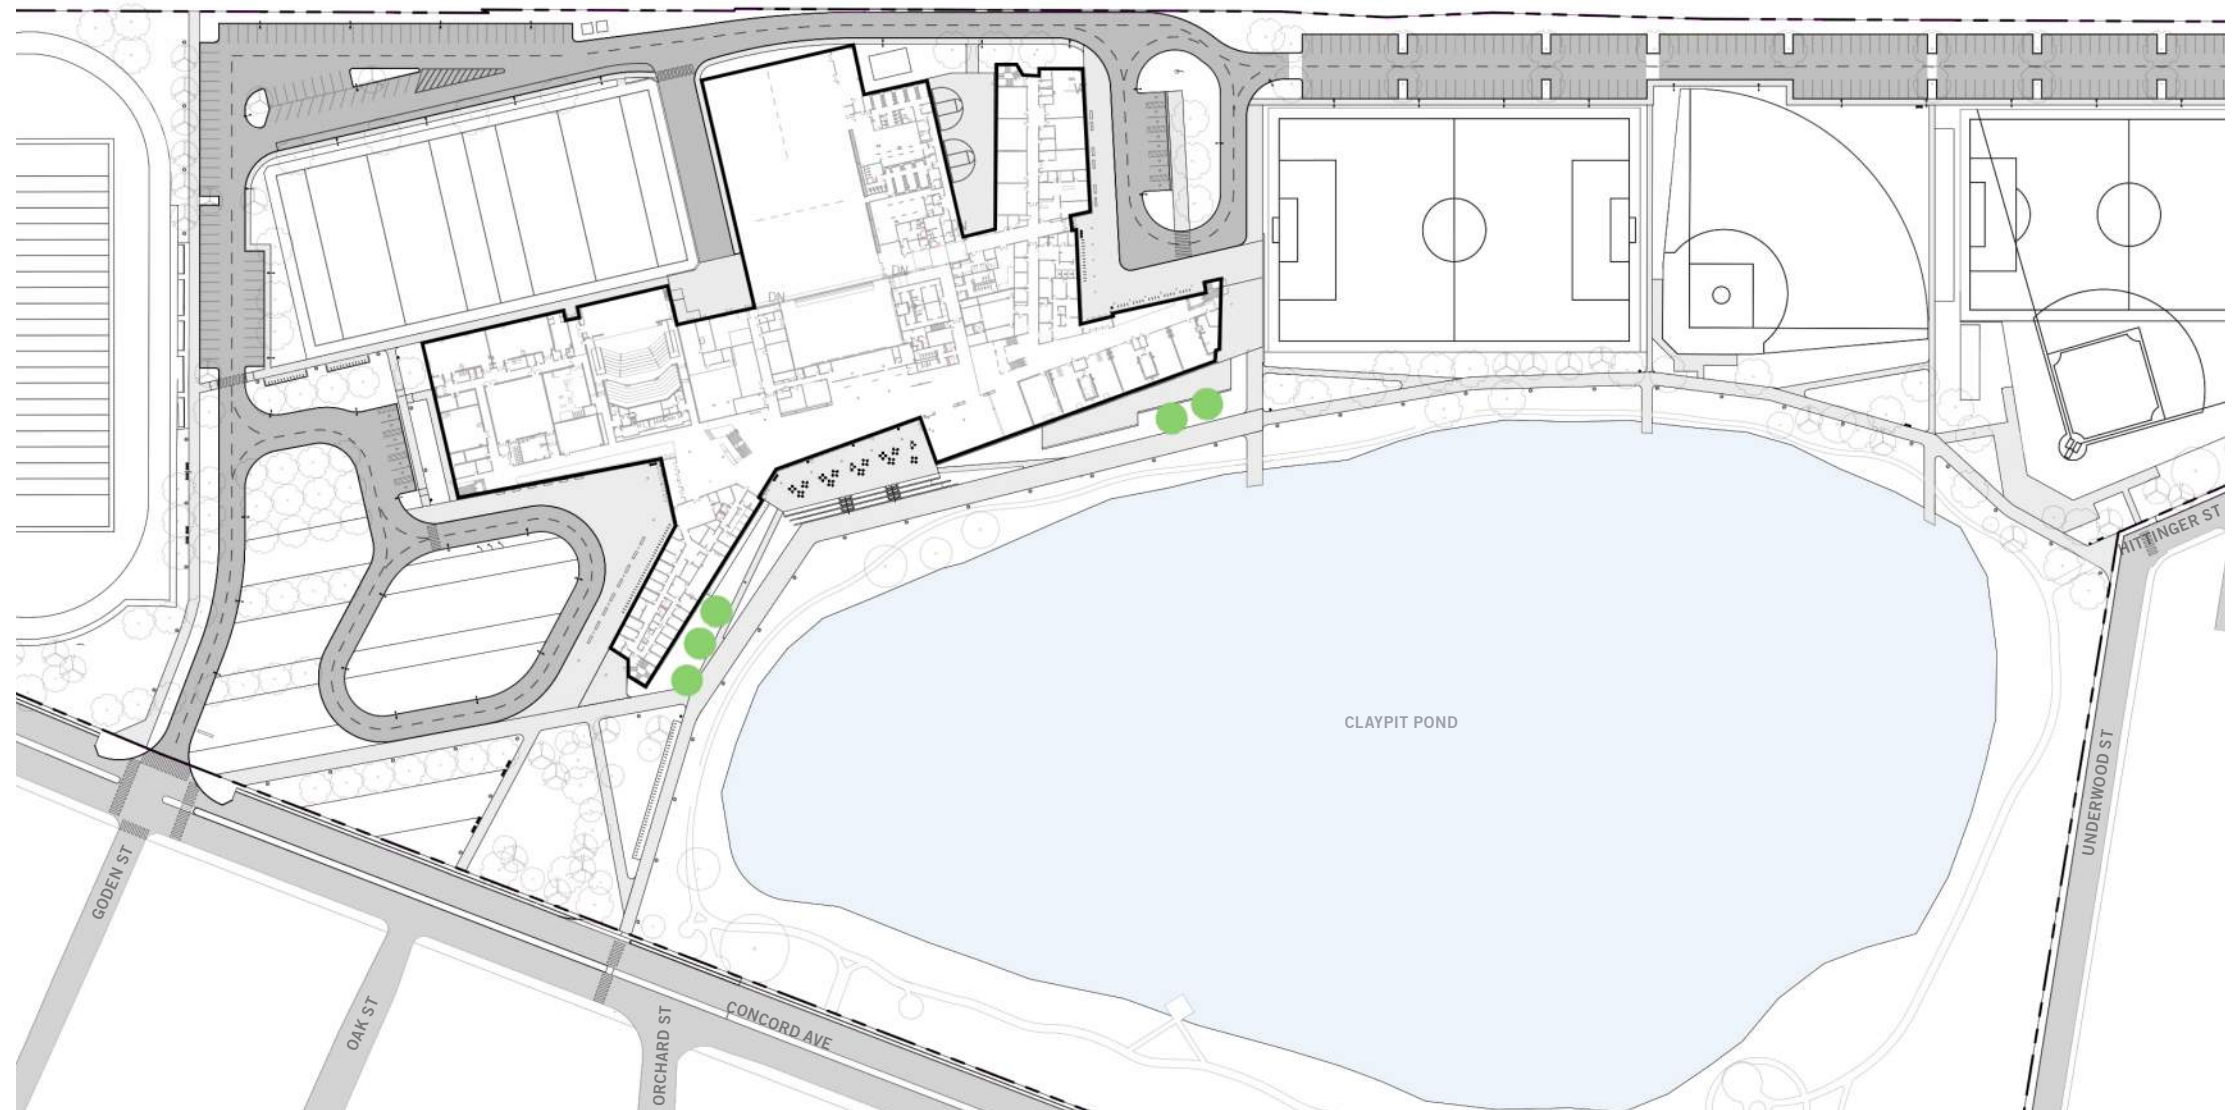 DN
DN
HITTINGER ST
CLAYPIT POND
UNDERWOOD ST
GODEN ST
OAK ST
ORCHARD ST
CONCORD AVE